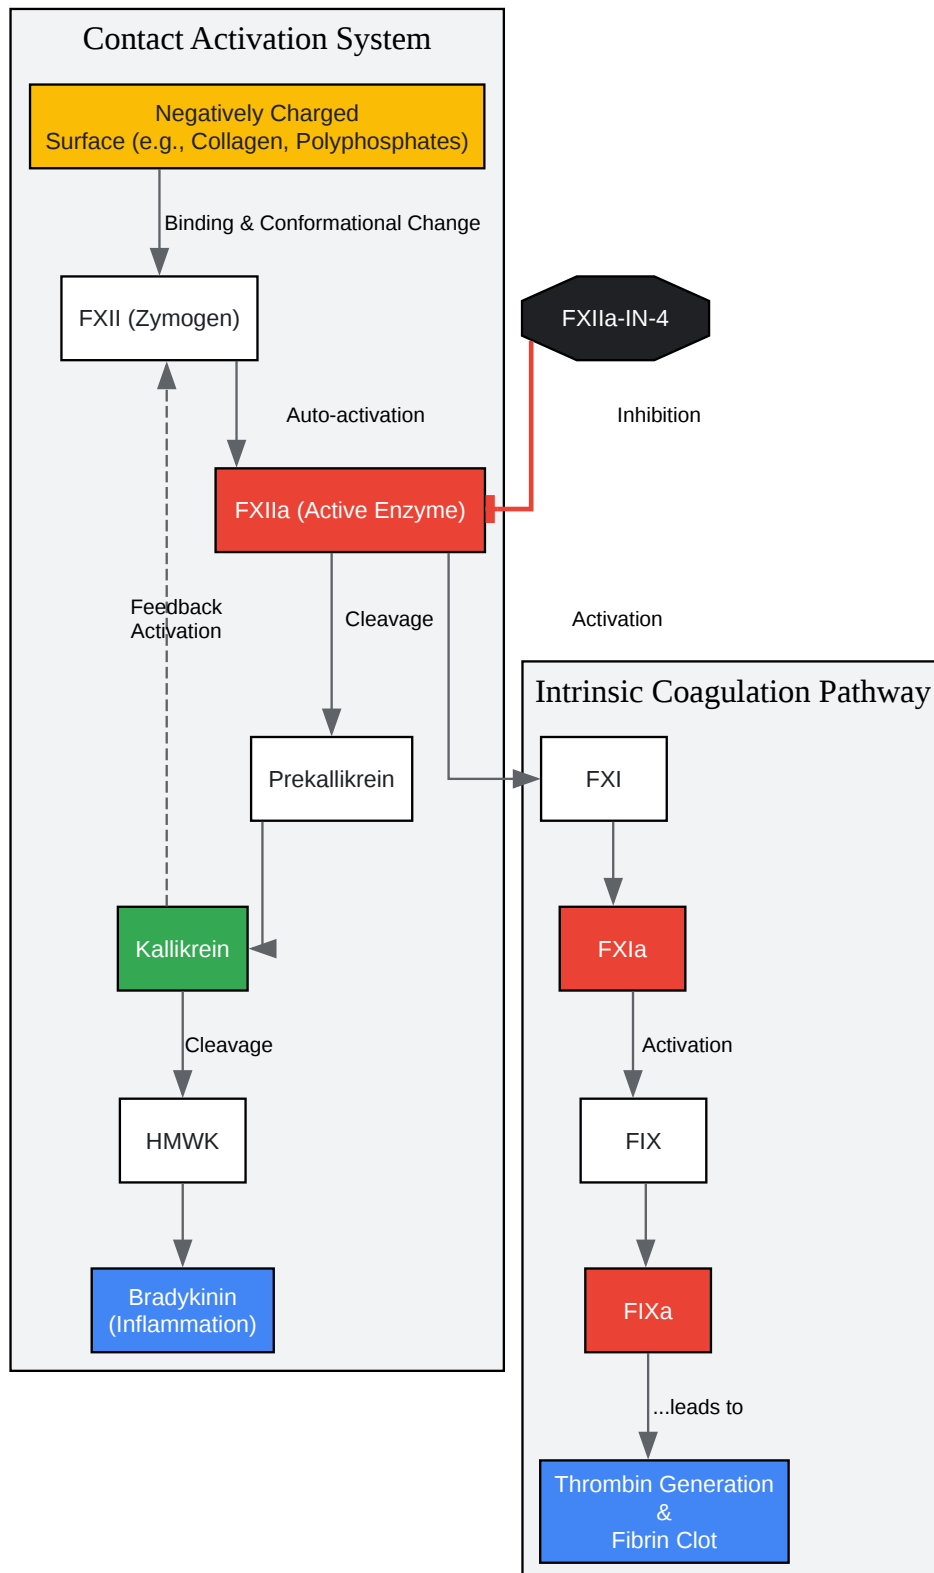 Contact Activation System
Negatively Charged
Surface (e.g., Collagen, Polyphosphates)
Binding & Conformational Change
FXII (Zymogen)
FXIIa-IN-4
Auto-activation
Inhibition
FXIIa (Active Enzyme)
Feedback
Activation
Cleavage
Activation
Intrinsic Coagulation Pathway
Prekallikrein
FXI
Kallikrein
FXIa
Cleavage
Activation
HMWK
FIX
Bradykinin
(Inflammation)
FIXa
...leads to
Thrombin Generation
&
Fibrin Clot